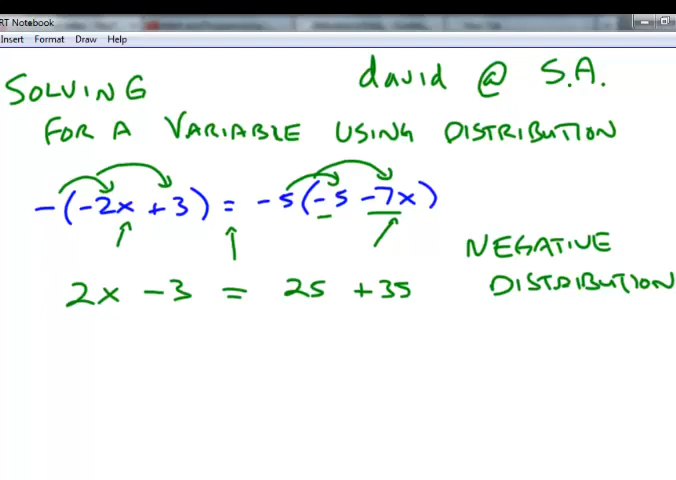 RT Notebook
Insert Format Draw Help
SOLVING david @ S.A.
FOR A VARIABLE USING DISTRIBUTION
-(-2x +3) = -5(-5 -7x)
NEGATIVE
2x -3 = 25 +35 DISTRIBUTION